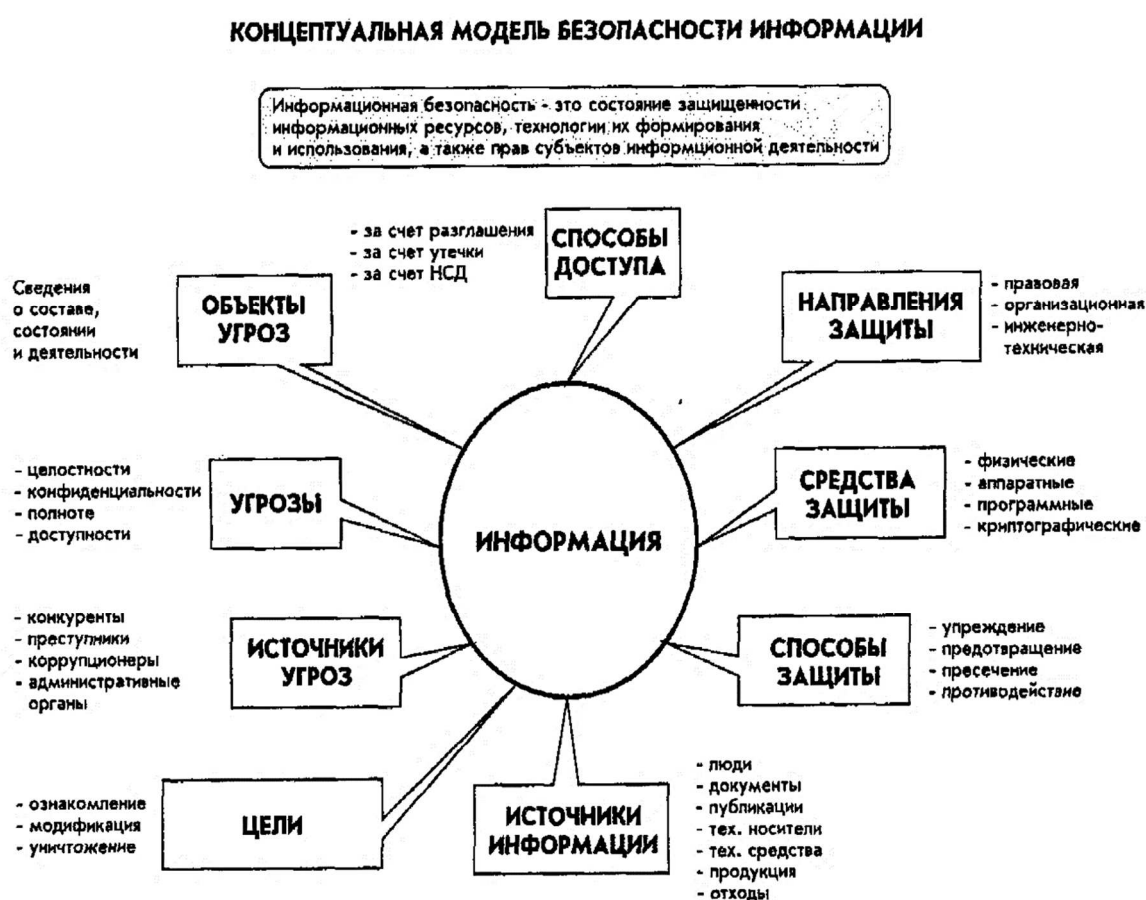 КОНЦЕПТУАЛЬНАЯ МОДЕЛЬ БЕЗОПАСНОСТИ ИНФОРМАЦИИ
Информационная безопасность - это состояние защищенности
информационных ресурсов, технологии их формирования
и использования, а также прав субъектов информционной деятельности
- за счет разглашения
- за счет утечки
- за счет НСД
СПОСОБЫ
ДОСТУПА
Сведения
о составе,
состоянии
и деятельности
ОБЪЕКТЫ
УГРОЗ
НАПРАВЛЕНИЯ
ЗАЩИТЫ
- правовая
- организационная
- инженерно-
техническая
- целостности
- конфиденциальности
- полноте
- доступности
УГРОЗЫ
ИНФОРМАЦИЯ
СРЕДСТВА
ЗАЩИТЫ
- физические
- аппаратные
- программные
- криптографические
- конкуренты
- преступники
- коррупционеры
- административные
органы
ИСТОЧНИКИ
УГРОЗ
СПОСОБЫ
ЗАЩИТЫ
- упреждение
- предотвращение
- пресечение
- противодействие
- ознакомление
- модификация
- уничтожение
ЦЕЛИ
ИСТОЧНИКИ
ИНФОРМАЦИИ
- люди
- документы
- публикации
- тех. носители
- тех. средства
- продукция
- отходы